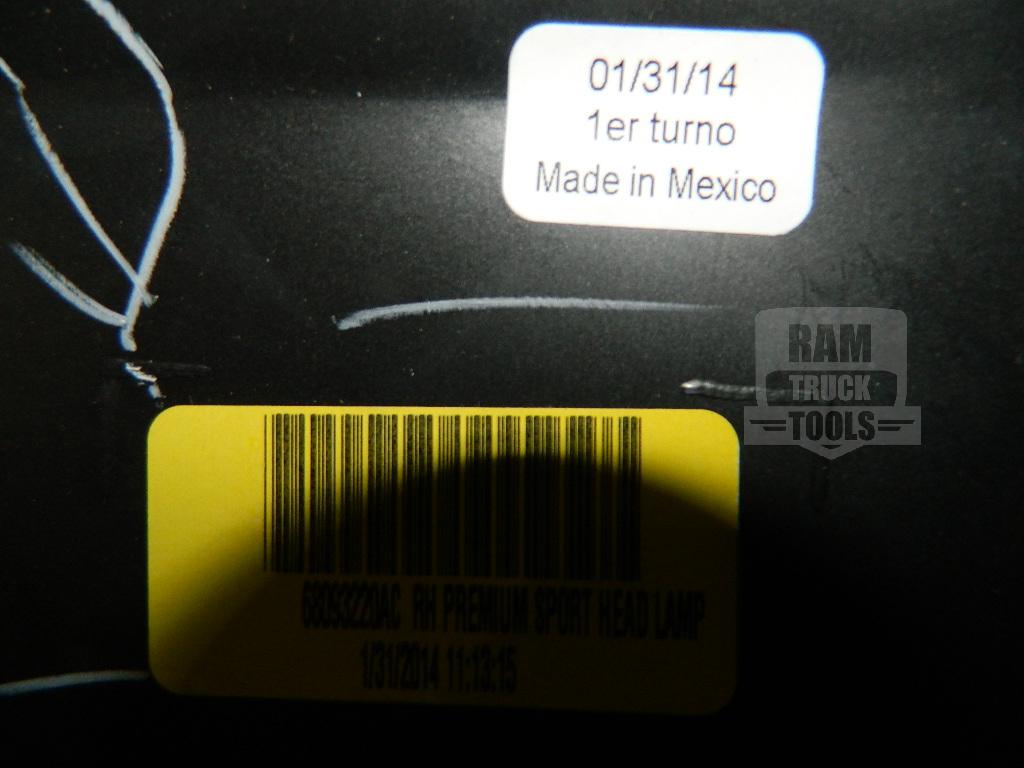 01/31/14
1er turno
Made in Mexico
RAM
TRUCK
TOOLS
68093220AC RH PREMIUM SPORT HEAD LAMP
1/31/2014 11:13:15